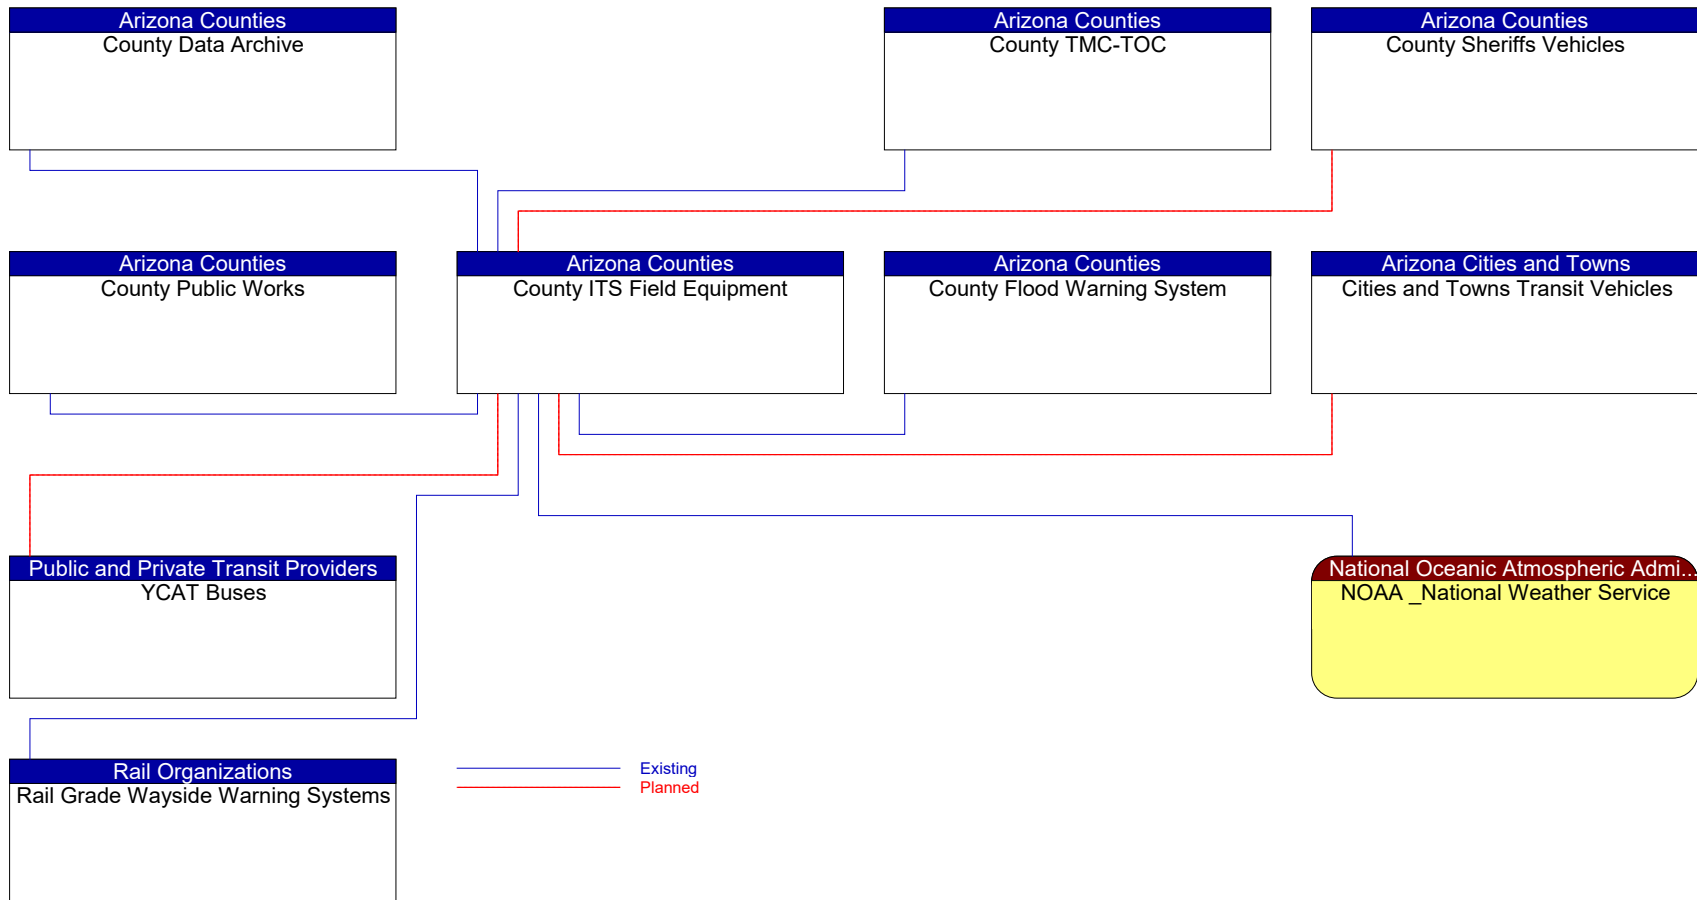 Arizona Counties
County Data Archive
Arizona Counties
County TMC-TOC
Arizona Counties
County Sheriffs Vehicles
Arizona Counties
County Public Works
Arizona Counties
County ITS Field Equipment
Arizona Counties
County Flood Warning System
Arizona Cities and Towns
Cities and Towns Transit Vehicles
Public and Private Transit Providers
YCAT Buses
National Oceanic Atmospheric Admi...
NOAA _National Weather Service
Rail Organizations
Rail Grade Wayside Warning Systems
Existing
Planned